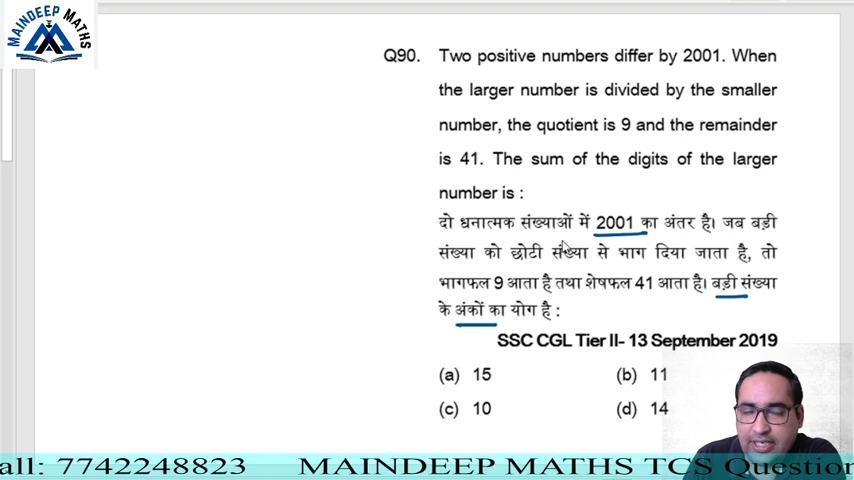 MAINDEEP MATHS
Q90. Two positive numbers differ by 2001. When
the larger number is divided by the smaller
number, the quotient is 9 and the remainder
is 41. The sum of the digits of the larger
number is :
दो धनात्मक संख्याओं में 2001 का अंतर है। जब बड़ी
संख्या को छोटी संख्या से भाग दिया जाता है, तो
भागफल 9 आता है तथा शेषफल 41 आता है। बड़ी संख्या
के अंकों का योग है :
SSC CGL Tier II- 13 September 2019
(a) 15 (b) 11
(c) 10 (d) 14
all: 7742248823 MAINDEEP MATHS TCS Question